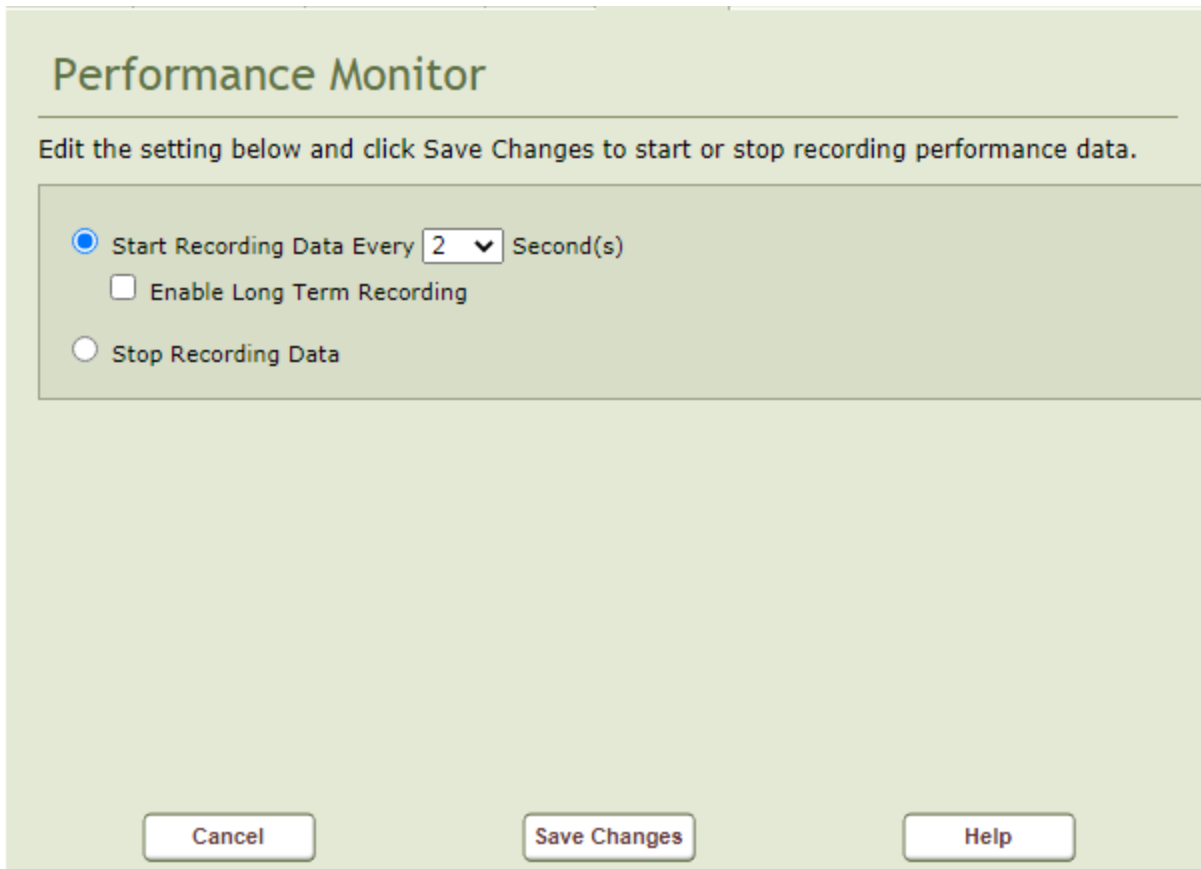 Performance Monitor
Edit the setting below and click Save Changes to start or stop recording performance data.
Start Recording Data Every 2 Second(s)
Enable Long Term Recording
Stop Recording Data
Cancel Save Changes Help